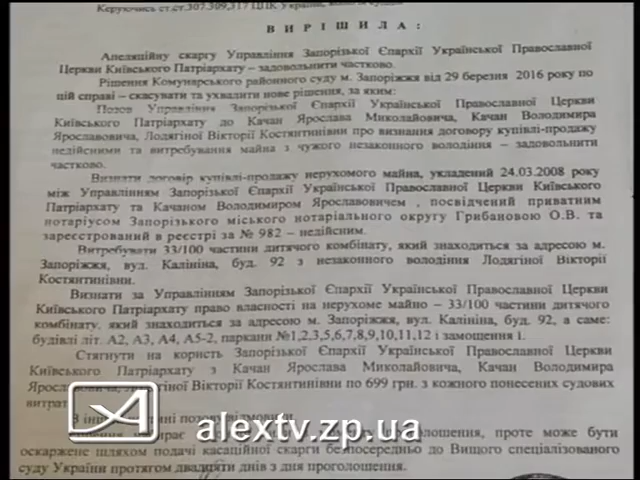 Керуючись ст.ст.307,309,317 ЦПК України,
В И Р І Ш И Л А :
Апеляційну скаргу Управління Запорізької Єпархії Української Православної
Церкви Київського Патріархату – задовольнити частково.
Рішення Комунарського районного суду м. Запоріжжя від 29 березня 2016 року по
цій справі – скасувати та ухвалити нове рішення, за яким:
Позов Управління Запорізької Єпархії Української Православної Церкви
Київського Патріархату до Качан Ярослава Миколайовича, Качан Володимира
Ярославовича, Лодягіної Вікторії Костянтинівни про визнання договору купівлі-продажу
недійсними та витребування майна з чужого незаконного володіння – задовольнити
частково.
Визнати договір купівлі-продажу нерухомого майна, укладений 24.03.2008 року
між Управлінням Запорізької Єпархії Української Православної Церкви Київського
Патріархату та Качаном Володимиром Ярославовичем , посвідчений приватним
нотаріусом Запорізького міського нотаріального округу Грибановою О.В. та
зареєстрований в реєстрі за № 982 – недійсним.
Витребувати 33/100 частини дитячого комбінату, який знаходиться за адресою м.
Запоріжжя, вул. Калініна, буд. 92 з незаконного володіння Лодягіної Вікторії
Костянтинівни.
Визнати за Управлінням Запорізької Єпархії Української Православної Церкви
Київського Патріархату право власності на нерухоме майно – 33/100 частини дитячого
комбінату, який знаходиться за адресою м. Запоріжжя, вул. Калініна, буд. 92, а саме:
будівлі літ. А2, А3, А4, А5-2, паркани №1,2,3,5,6,7,8,9,10,11,12 і замощення І.
Стягнути на користь Запорізької Єпархії Української Православної Церкви
Київського Патріархату з Качан Ярослава Миколайовича, Качан Володимира
Ярославовича, Лодягіної Вікторії Костянтинівни по 699 грн. з кожного понесених судових
витрат
В іншій частині позову відмовити.
alextv.zp.ua
проголошення, проте може бути
оскаржене шляхом подачі касаційної скарги безпосередньо до Вищого спеціалізованого
суду України протягом двадцяти днів з дня проголошення.